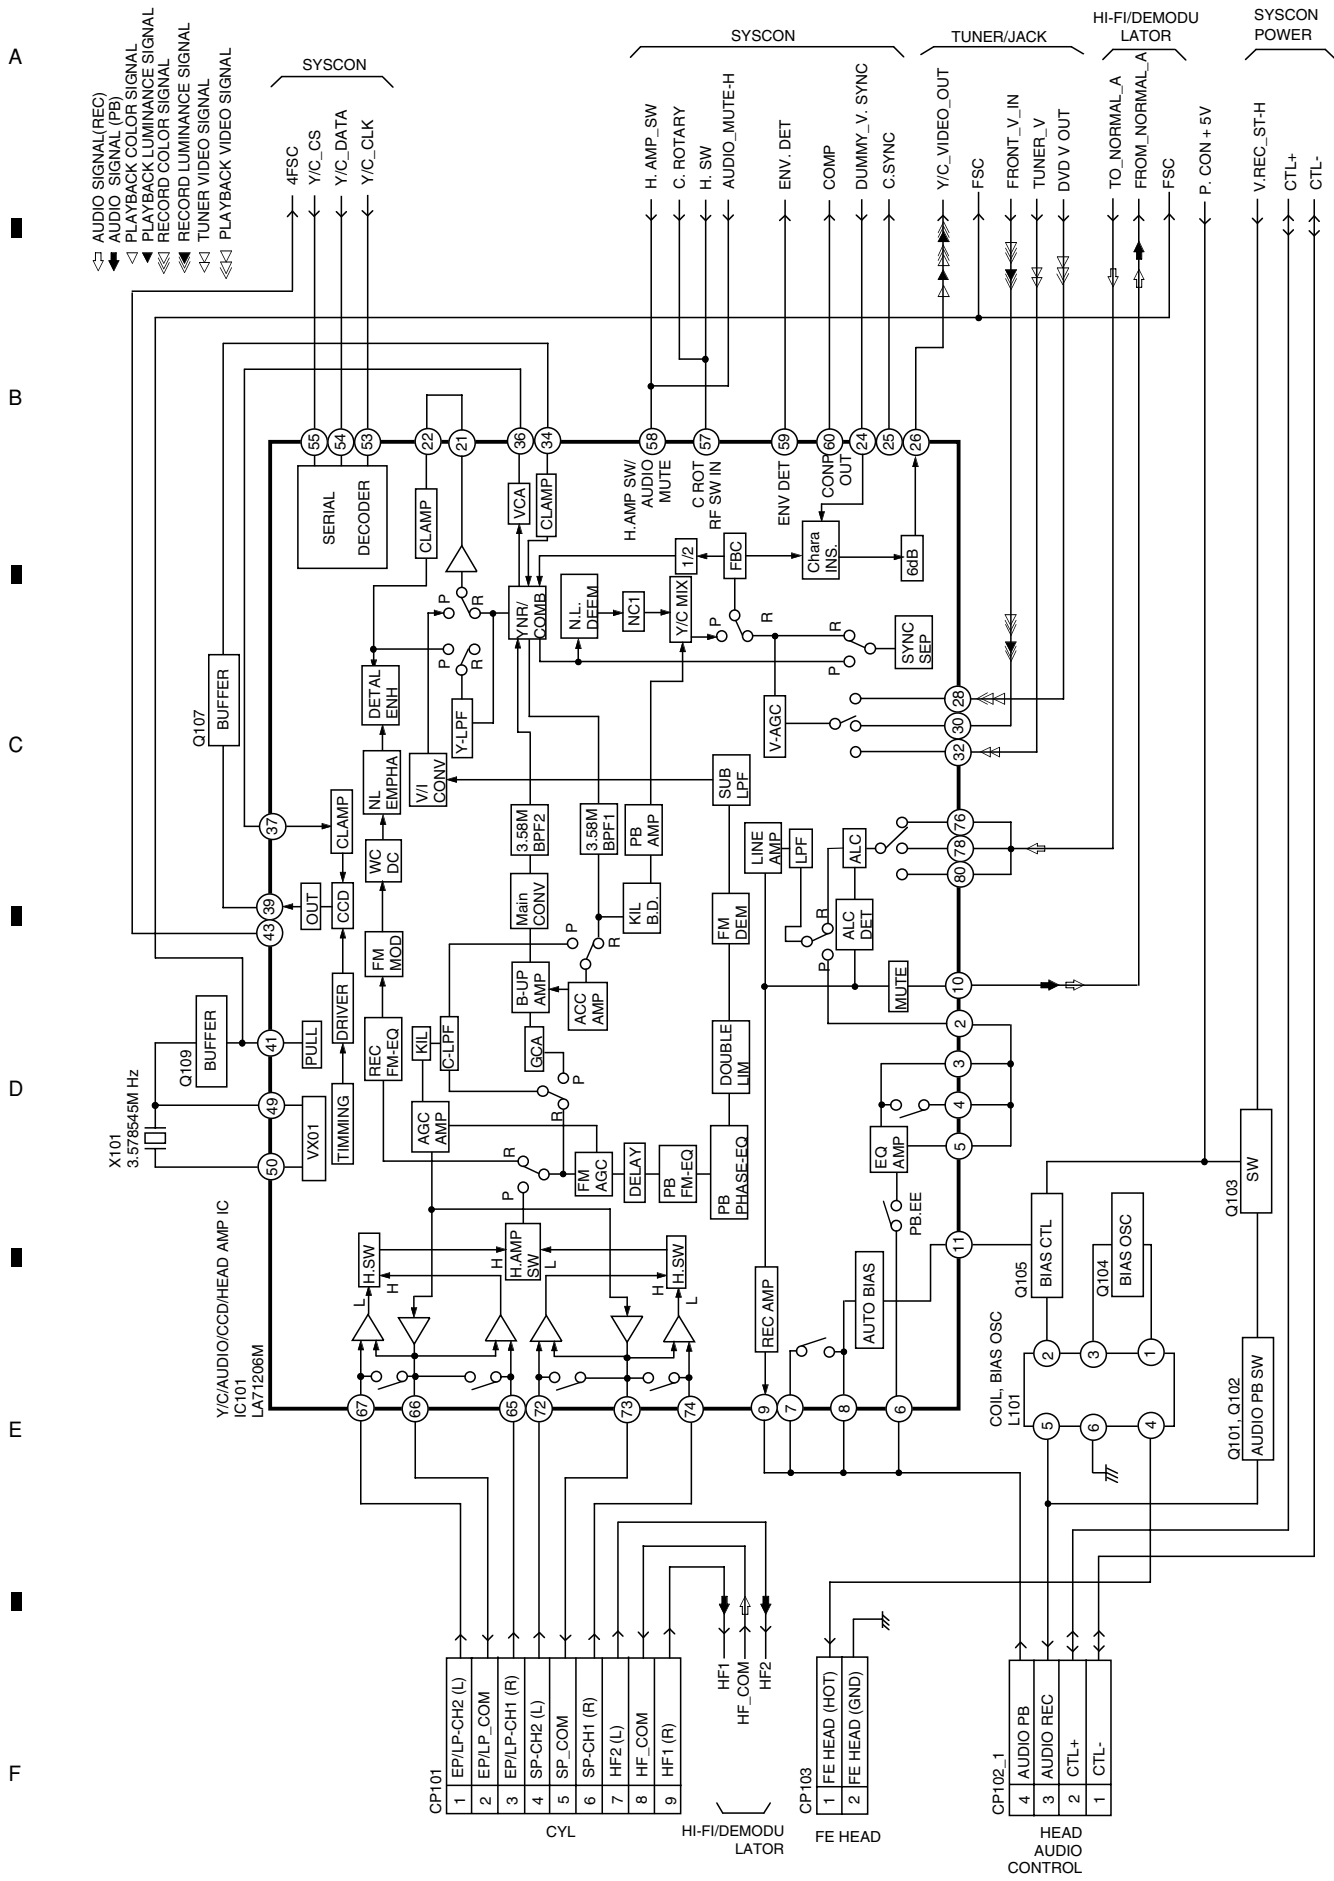 A
B
C
D
E
F
AUDIO SIGNAL(REC)
AUDIO SIGNAL (PB)
PLAYBACK COLOR SIGNAL
PLAYBACK LUMINANCE SIGNAL
RECORD COLOR SIGNAL
RECORD LUMINANCE SIGNAL
TUNER VIDEO SIGNAL
PLAYBACK VIDEO SIGNAL
SYSCON
4FSC
Y/C_CS
Y/C_DATA
Y/C_CLK
SYSCON
H. AMP_SW
C. ROTARY
H. SW
AUDIO_MUTE-H
ENV. DET
COMP
DUMMY_V. SYNC
C.SYNC
TUNER/JACK
Y/C_VIDEO_OUT
FSC
FRONT_V_IN
TUNER_V
DVD V OUT
HI-FI/DEMODU
LATOR
TO_NORMAL_A
FROM_NORMAL_A
FSC
P. CON + 5V
SYSCON
POWER
V.REC_ST-H
CTL+
CTL-
55
54
53
22
21
36
34
58
57
59
60
24
25
26
SERIAL
DECODER
CLAMP
VCA
CLAMP
H.AMP SW/
AUDIO
MUTE
C ROT
RF SW IN
ENV DET
CONP
OUT
Chara
INS.
6dB
1/2
FBC
YNR/
COMB
N.L.
DEEM
NC1
Y/C MIX
P
R
P
R
P
R
R
P
SYNC
SEP
Q107
BUFFER
DETAL
ENH
Y-LPF
V-AGC
28
30
32
NL
EMPHA
V/I
CONV
SUB
LPF
37
CLAMP
3.58M
BPF2
3.58M
BPF1
PB
AMP
LINE
AMP
LPF
ALC
76
78
80
WC
DC
39
OUT
CCD
Main
CONV
KIL
B.D.
FM
DEM
ALC
DET
R
P
43
FM
MOD
P
R
B-UP
AMP
ACC
AMP
MUTE
10
Q109
BUFFER
41
PULL
DRIVER
REC
FM-EQ
KIL
C-LPF
GCA
DOUBLE
LIM
2
3
X101
3.578545M Hz
49
50
VX01
TIMMING
AGC
AMP
P
R
4
5
EQ
AMP
R
P
FM
AGC
DELAY
PB
FM-EQ
PB
PHASE-EQ
PB.EE
11
Q103
SW
Q105
BIAS CTL
Q104
BIAS OSC
H.SW
H
L
H.AMP
SW
H
L
H.SW
H
L
REC AMP
AUTO BIAS
Y/C/AUDIO/CCD/HEAD AMP IC
IC101
LA71206M
67
66
65
72
73
74
9
7
8
6
COIL, BIAS OSC
L101
2
3
1
5
6
4
Q101, Q102
AUDIO PB SW
CP101
1 EP/LP-CH2 (L)
2 EP/LP_COM
3 EP/LP-CH1 (R)
4 SP-CH2 (L)
5 SP_COM
6 SP-CH1 (R)
7 HF2 (L)
8 HF_COM
9 HF1 (R)
CYL
HF1
HF_COM
HF2
HI-FI/DEMODU
LATOR
CP103
1 FE HEAD (HOT)
2 FE HEAD (GND)
FE HEAD
CP102_1
4 AUDIO PB
3 AUDIO REC
2 CTL+
1 CTL-
HEAD
AUDIO
CONTROL